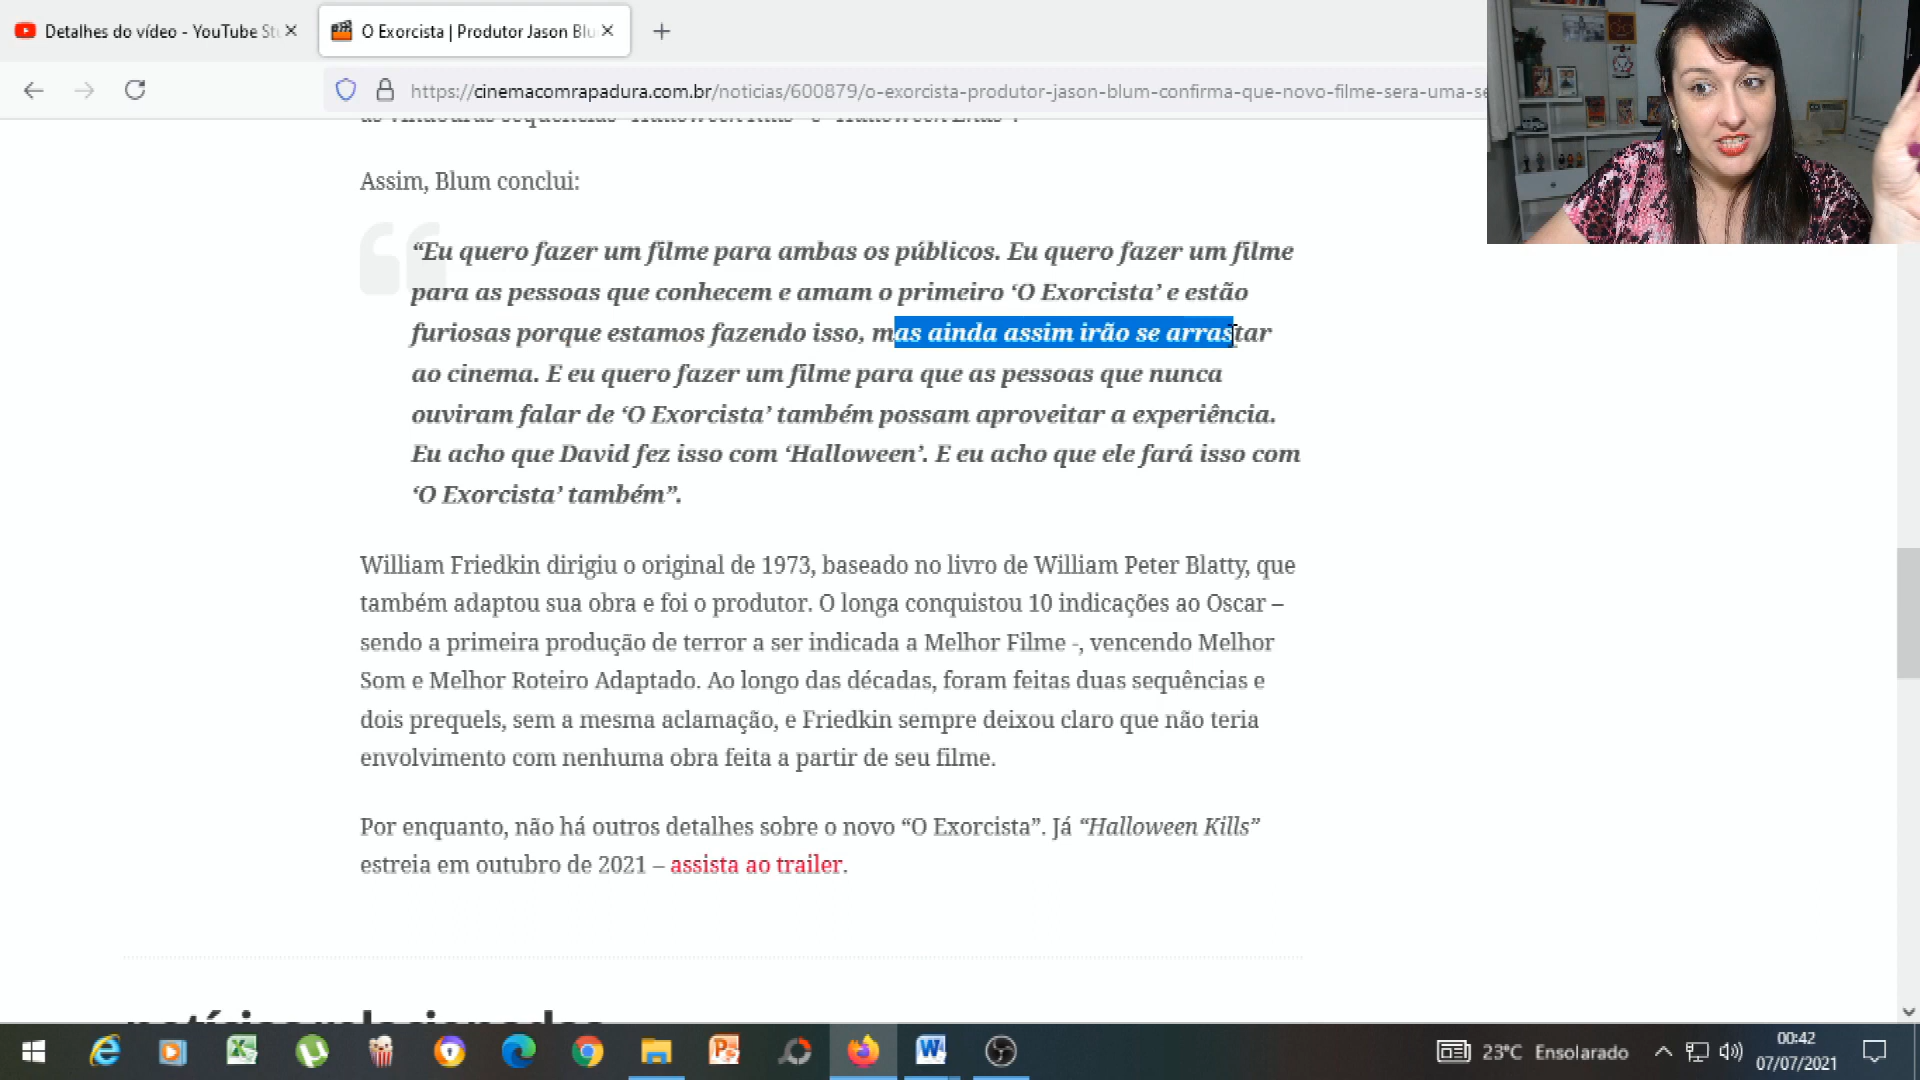 Detalhes do vídeo - YouTube St
O Exorcista | Produtor Jason Blu
https://cinemacomrapadura.com.br/noticias/600879/o-exorcista-produtor-jason-blum-confirma-que-novo-filme-sera-uma-se
as vindouras sequências “Halloween Kills” e “Halloween Ends”.
Assim, Blum conclui:
“Eu quero fazer um filme para ambas os públicos. Eu quero fazer um filme
para as pessoas que conhecem e amam o primeiro ‘O Exorcista’ e estão
furiosas porque estamos fazendo isso, mas ainda assim irão se arrastar
ao cinema. E eu quero fazer um filme para que as pessoas que nunca
ouviram falar de ‘O Exorcista’ também possam aproveitar a experiência.
Eu acho que David fez isso com ‘Halloween’. E eu acho que ele fará isso com
‘O Exorcista’ também”.
William Friedkin dirigiu o original de 1973, baseado no livro de William Peter Blatty, que
também adaptou sua obra e foi o produtor. O longa conquistou 10 indicações ao Oscar –
sendo a primeira produção de terror a ser indicada a Melhor Filme -, vencendo Melhor
Som e Melhor Roteiro Adaptado. Ao longo das décadas, foram feitas duas sequências e
dois prequels, sem a mesma aclamação, e Friedkin sempre deixou claro que não teria
envolvimento com nenhuma obra feita a partir de seu filme.
Por enquanto, não há outros detalhes sobre o novo “O Exorcista”. Já “Halloween Kills”
estreia em outubro de 2021 – assista ao trailer.
notícias relacionadas
23°C Ensolarado
00:42
07/07/2021